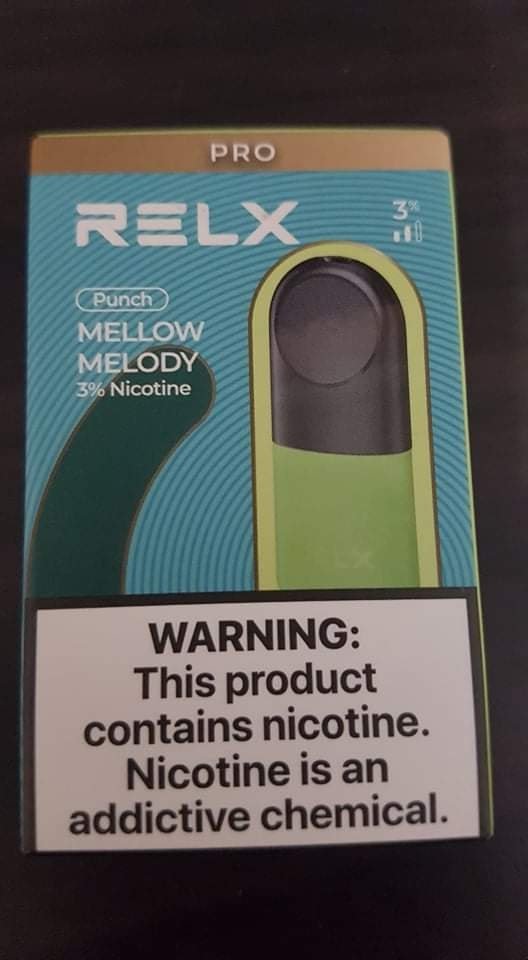 PRO
RELX
3%
Punch
MELLOW
MELODY
3% Nicotine
WARNING:
This product
contains nicotine.
Nicotine is an
addictive chemical.